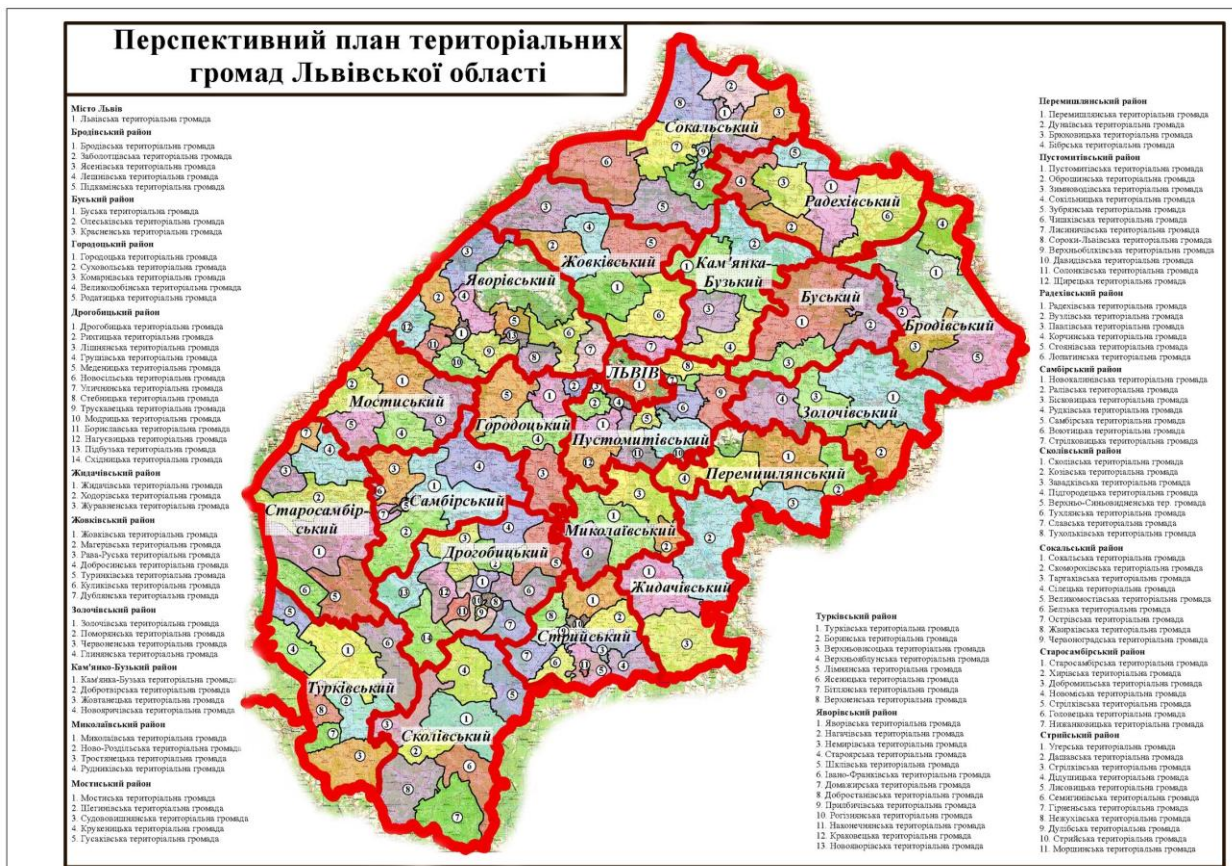 Перспективний план територіальних
громад Львівської області
Місто Львів
1. Львівська територіальна громада
Бродівський район
1. Бродівська територіальна громада
2. Заболотцівська територіальна громада
3. Ясенівська територіальна громада
4. Лешнівська територіальна громада
5. Підкамінська територіальна громада
Буський район
1. Буська територіальна громада
2. Олеськівська територіальна громада
3. Красненська територіальна громада
Городоцький район
1. Городоцька територіальна громада
2. Суховольська територіальна громада
3. Комарнівська територіальна громада
4. Великолюбінська територіальна громада
5. Родатицька територіальна громада
Дрогобицький район
1. Дрогобицька територіальна громада
2. Рихтицька територіальна громада
3. Лішнянська територіальна громада
4. Грушівська територіальна громада
5. Меденицька територіальна громада
6. Новосільська територіальна громада
7. Уличнянська територіальна громада
8. Стебницька територіальна громада
9. Трускавецька територіальна громада
10. Модрицька територіальна громада
11. Бориславська територіальна громада
12. Нагуєвицька територіальна громада
13. Підбузька територіальна громада
14. Східницька територіальна громада
Жидачівський район
1. Жидачівська територіальна громада
2. Ходорівська територіальна громада
3. Журавненська територіальна громада
Жовківський район
1. Жовківська територіальна громада
2. Магерівська територіальна громада
3. Рава-Руська територіальна громада
4. Добросинська територіальна громада
5. Туринківська територіальна громада
6. Куликівська територіальна громада
7. Дублянська територіальна громада
Золочівський район
1. Золочівська територіальна громада
2. Поморянська територіальна громада
3. Червоненська територіальна громада
4. Глинянська територіальна громада
Кам'янко-Бузький район
1. Кам'янка-Бузька територіальна громада
2. Добротвірська територіальна громада
3. Жовтанецька територіальна громада
4. Новояричівська територіальна громада
Миколаївський район
1. Миколаївська територіальна громада
2. Ново-Роздільська територіальна громада
3. Тростянецька територіальна громада
4. Рудниківська територіальна громада
Мостиський район
1. Мостиська територіальна громада
2. Шегинівська територіальна громада
3. Судововишнянська територіальна громада
4. Крукеницька територіальна громада
5. Гусаківська територіальна громада
Сокальський
Радехівський
Жовківський
Кам'янка-
Бузький
Яворівський
Буський
Бродівський
ЛЬВІВ
Мостиський
Городоцький
Пустомитівський
Золочівський
Перемишлянський
Самбірський
Старосамбір-
ський
Миколаївський
Дрогобицький
Жидачівський
Стрийський
Турківський
Сколівський
Турківський район
1. Турківська територіальна громада
2. Боринська територіальна громада
3. Верхньовисоцька територіальна громада
4. Верхньояблунська територіальна громада
5. Лімнянська територіальна громада
6. Ясеницька територіальна громада
7. Бітлянська територіальна громада
8. Верхненська територіальна громада
Яворівський район
1. Яворівська територіальна громада
2. Нагачівська територіальна громада
3. Немирівська територіальна громада
4. Староярська територіальна громада
5. Шклівська територіальна громада
6. Івано-Франківська територіальна громада
7. Домажирська територіальна громада
8. Добростанівська територіальна громада
9. Прилбичівська територіальна громада
10. Рогізнянська територіальна громада
11. Наконечнянська територіальна громада
12. Краковецька територіальна громада
13. Новояворівська територіальна громада
Перемишлянський район
1. Перемишлянська територіальна громада
2. Дунаївська територіальна громада
3. Брюховицька територіальна громада
4. Бібрська територіальна громада
Пустомитівський район
1. Пустомитівська територіальна громада
2. Оброшинська територіальна громада
3. Зимноводівська територіальна громада
4. Сокільницька територіальна громада
5. Зубрянська територіальна громада
6. Чишківська територіальна громада
7. Лисиничівська територіальна громада
8. Сороки-Львівська територіальна громада
9. Верхньобілківська територіальна громада
10. Давидівська територіальна громада
11. Солонківська територіальна громада
12. Щирецька територіальна громада
Радехівський район
1. Радехівська територіальна громада
2. Вузлівська територіальна громада
3. Павлівська територіальна громада
4. Корчинська територіальна громада
5. Стоянівська територіальна громада
6. Лопатинська територіальна громада
Самбірський район
1. Новокалинівська територіальна громада
2. Ралівська територіальна громада
3. Бісковицька територіальна громада
4. Рудківська територіальна громада
5. Самбірська територіальна громада
6. Воютицька територіальна громада
7. Стрілковицька територіальна громада
Сколівський район
1. Сколівська територіальна громада
2. Козівська територіальна громада
3. Завадківська територіальна громада
4. Підгородецька територіальна громада
5. Верхньо-Синьовидненська тер. громада
6. Тухлянська територіальна громада
7. Славська територіальна громада
8. Тухольківська територіальна громада
Сокальський район
1. Сокальська територіальна громада
2. Скоморохівська територіальна громада
3. Тартаківська територіальна громада
4. Сілецька територіальна громада
5. Великомостівська територіальна громада
6. Белзька територіальна громада
7. Острівська територіальна громада
8. Жвирківська територіальна громада
9. Червоноградська територіальна громада
Старосамбірський район
1. Старосамбірська територіальна громада
2. Хирівська територіальна громада
3. Добромильська територіальна громада
4. Новоміська територіальна громада
5. Стрілківська територіальна громада
6. Головецька територіальна громада
7. Нижанковицька територіальна громада
Стрийський район
1. Угерська територіальна громада
2. Дашавська територіальна громада
3. Стрілківська територіальна громада
4. Дідушицька територіальна громада
5. Лисовицька територіальна громада
6. Семигинівська територіальна громада
7. Гірненьська територіальна громада
8. Нежухівська територіальна громада
9. Дулібська територіальна громада
10. Стрийська територіальна громада
11. Моршинська територіальна громада